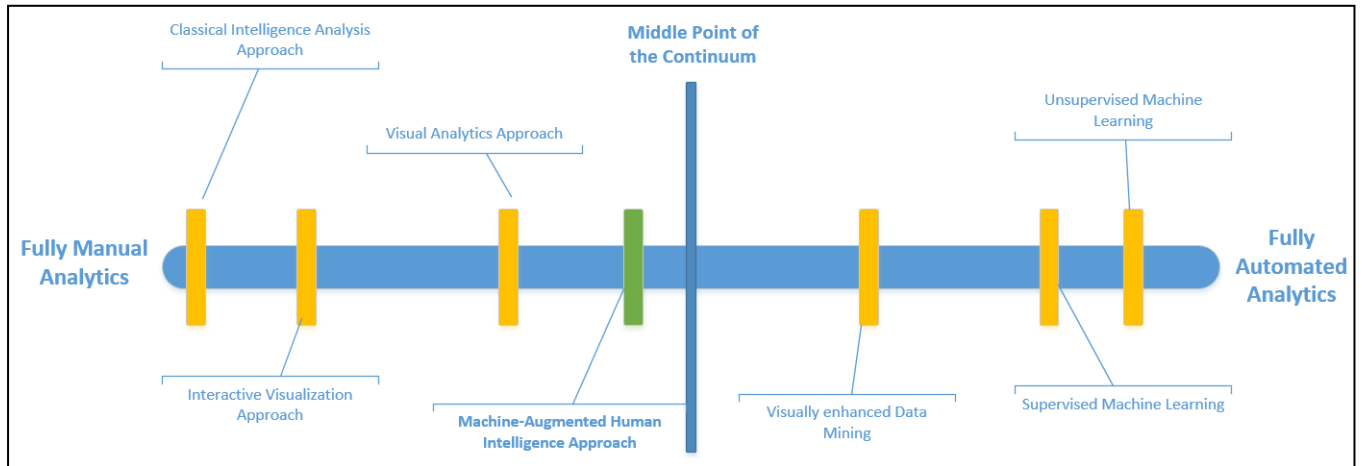 Classical Intelligence Analysis
Approach
Middle Point of
the Continuum
Unsupervised Machine
Learning
Visual Analytics Approach
Fully Manual
Analytics
Fully
Automated
Analytics
Interactive Visualization
Approach
Machine-Augmented Human
Intelligence Approach
Visually enhanced Data
Mining
Supervised Machine Learning